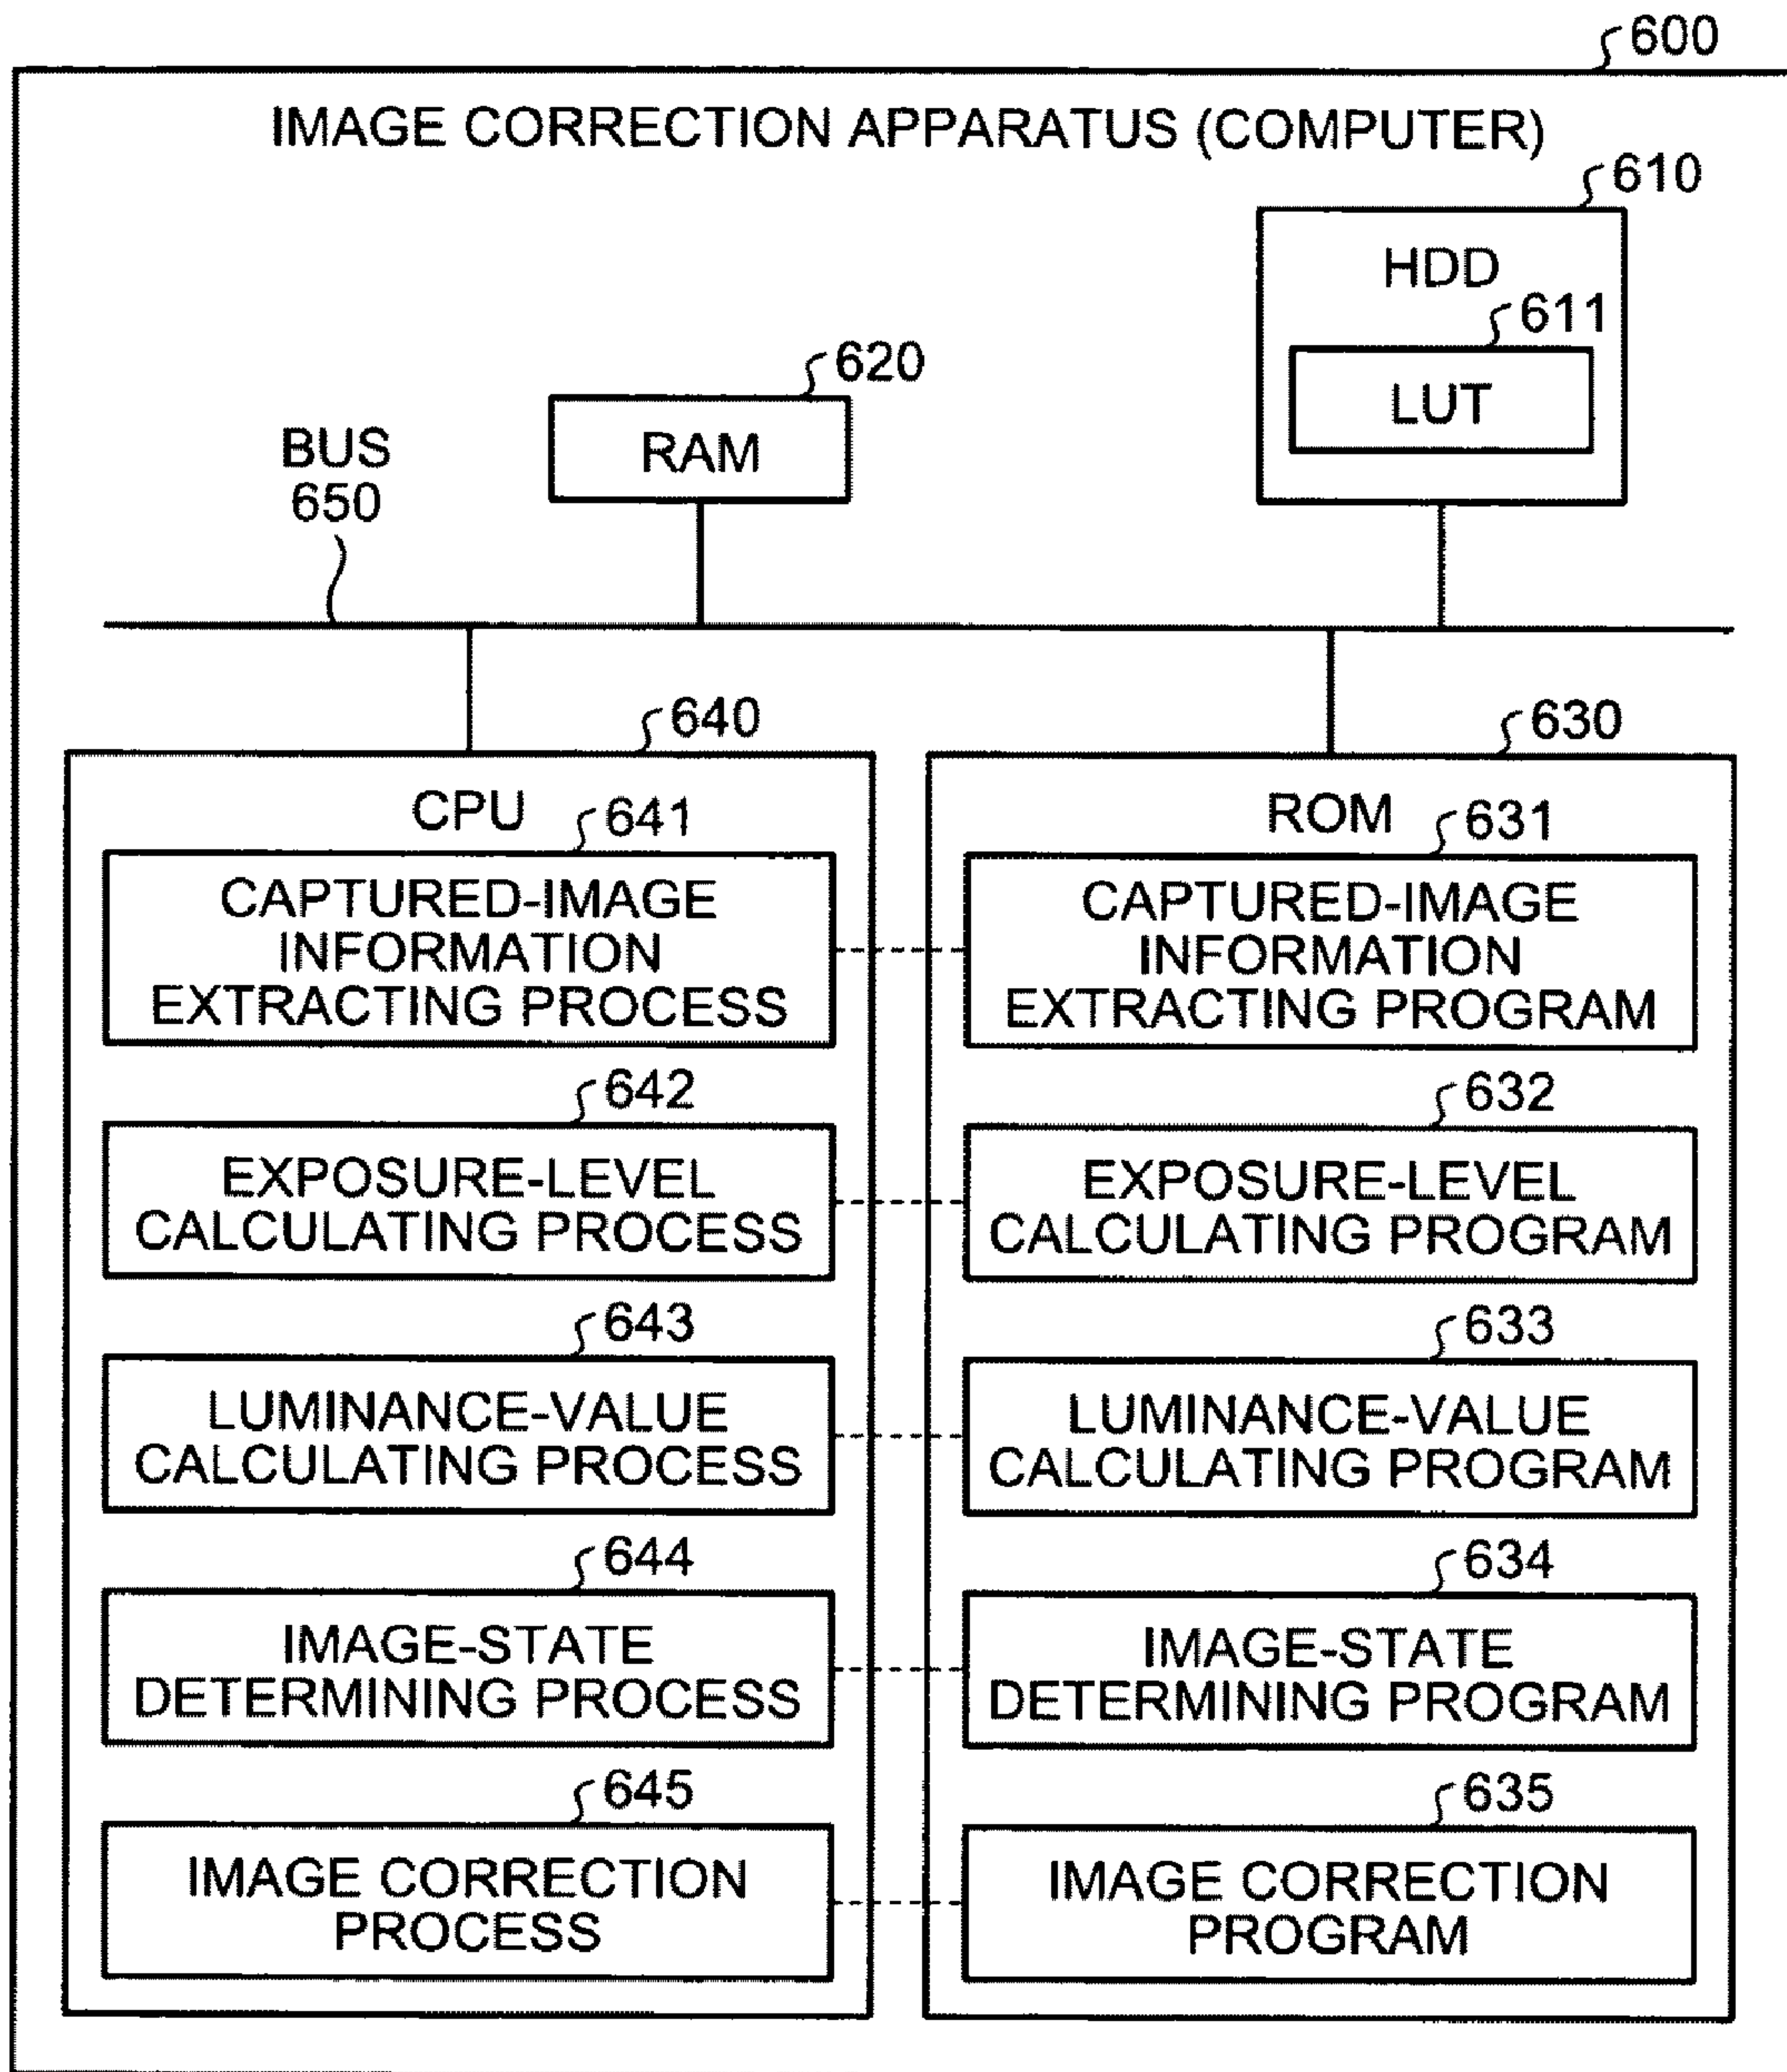 600
IMAGE CORRECTION APPARATUS (COMPUTER)
610
HDD
611
LUT
620
RAM
BUS
650
640
CPU
641
CAPTURED-IMAGE
INFORMATION
EXTRACTING PROCESS
642
EXPOSURE-LEVEL
CALCULATING PROCESS
643
LUMINANCE-VALUE
CALCULATING PROCESS
644
IMAGE-STATE
DETERMINING PROCESS
645
IMAGE CORRECTION
PROCESS
630
ROM
631
CAPTURED-IMAGE
INFORMATION
EXTRACTING PROGRAM
632
EXPOSURE-LEVEL
CALCULATING PROGRAM
633
LUMINANCE-VALUE
CALCULATING PROGRAM
634
IMAGE-STATE
DETERMINING PROGRAM
635
IMAGE CORRECTION
PROGRAM